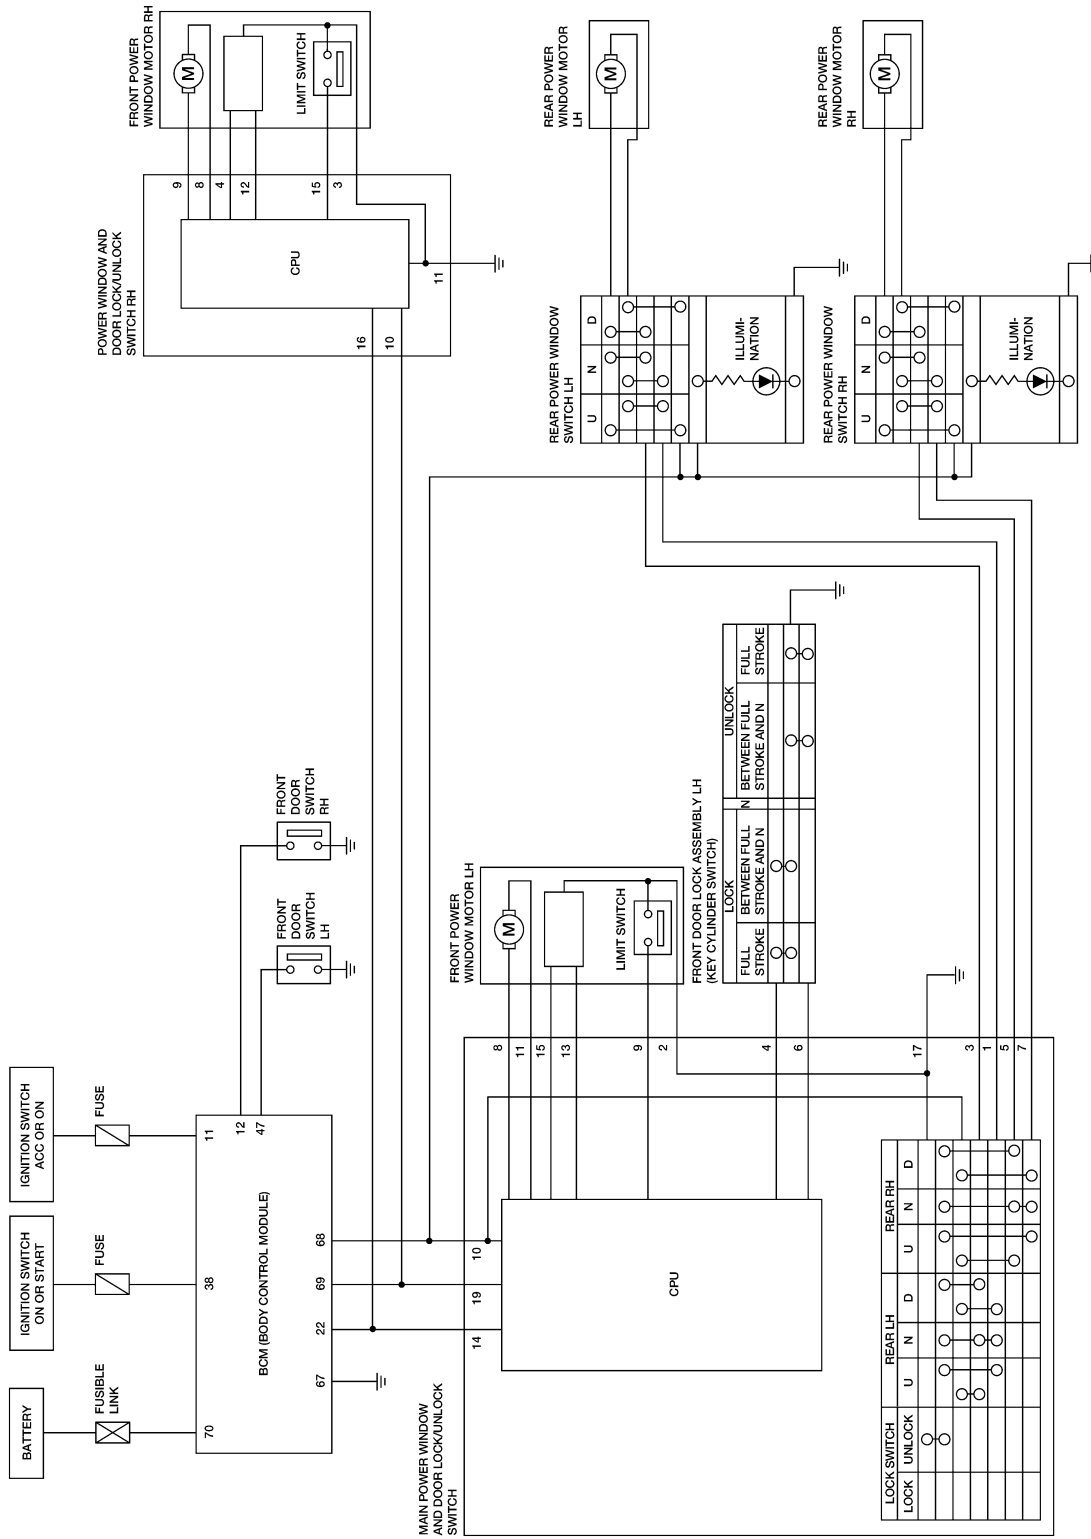 BATTERY
FUSIBLE
LINK
IGNITION SWITCH
ON OR START
FUSE
IGNITION SWITCH
ACC OR ON
FUSE
70
38
11
12
47
BCM (BODY CONTROL MODULE)
67
22
69
68
FRONT
DOOR
SWITCH
LH
FRONT
DOOR
SWITCH
RH
POWER WINDOW AND
DOOR LOCK/UNLOCK
SWITCH RH
16
10
CPU
9
8
4
12
15
3
11
FRONT POWER
WINDOW MOTOR RH
M
LIMIT SWITCH
MAIN POWER WINDOW
AND DOOR LOCK/UNLOCK
SWITCH
14
19
10
CPU
8
11
15
13
9
2
4
6
17
3
1
5
7
FRONT POWER
WINDOW MOTOR LH
M
LIMIT SWITCH
FRONT DOOR LOCK ASSEMBLY LH
(KEY CYLINDER SWITCH)
LOCK
N
UNLOCK
FULL
STROKE
BETWEEN FULL
STROKE AND N
BETWEEN FULL
STROKE AND N
FULL
STROKE
LOCK SWITCH
REAR LH
REAR RH
LOCK
UNLOCK
U
N
D
U
N
D
REAR POWER WINDOW
SWITCH LH
U
N
D
ILLUMI-
NATION
REAR POWER
WINDOW MOTOR
LH
M
REAR POWER WINDOW
SWITCH RH
U
N
D
ILLUMI-
NATION
REAR POWER
WINDOW MOTOR
RH
M